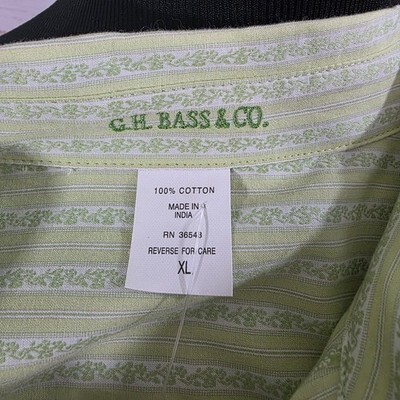 G.H. BASS & CO.
100% COTTON
MADE IN
INDIA
RN 36543
REVERSE FOR CARE
XL